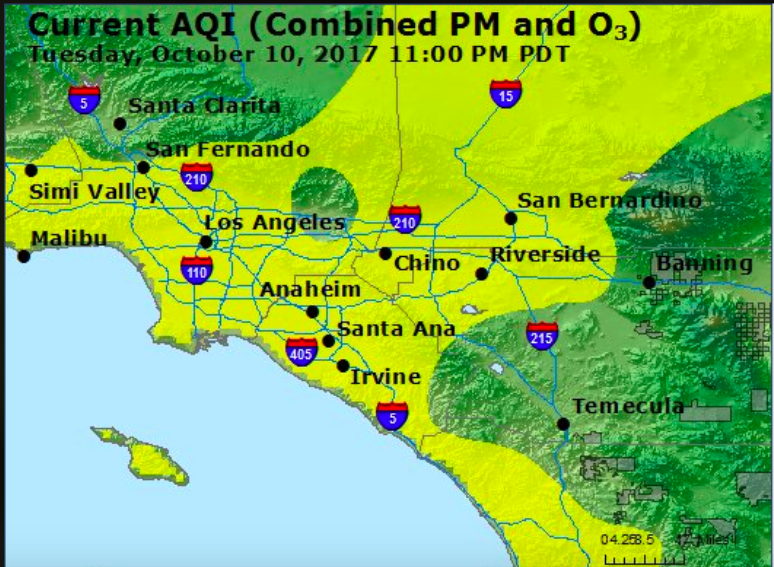 Current AQI (Combined PM and O₃)
Tuesday, October 10, 2017 11:00 PM PDT
5
15
Santa Clarita
San Fernando
210
Simi Valley
San Bernardino
210
Los Angeles
Malibu
Chino
Riverside
Banning
110
Anaheim
Santa Ana
215
405
Irvine
Temecula
5